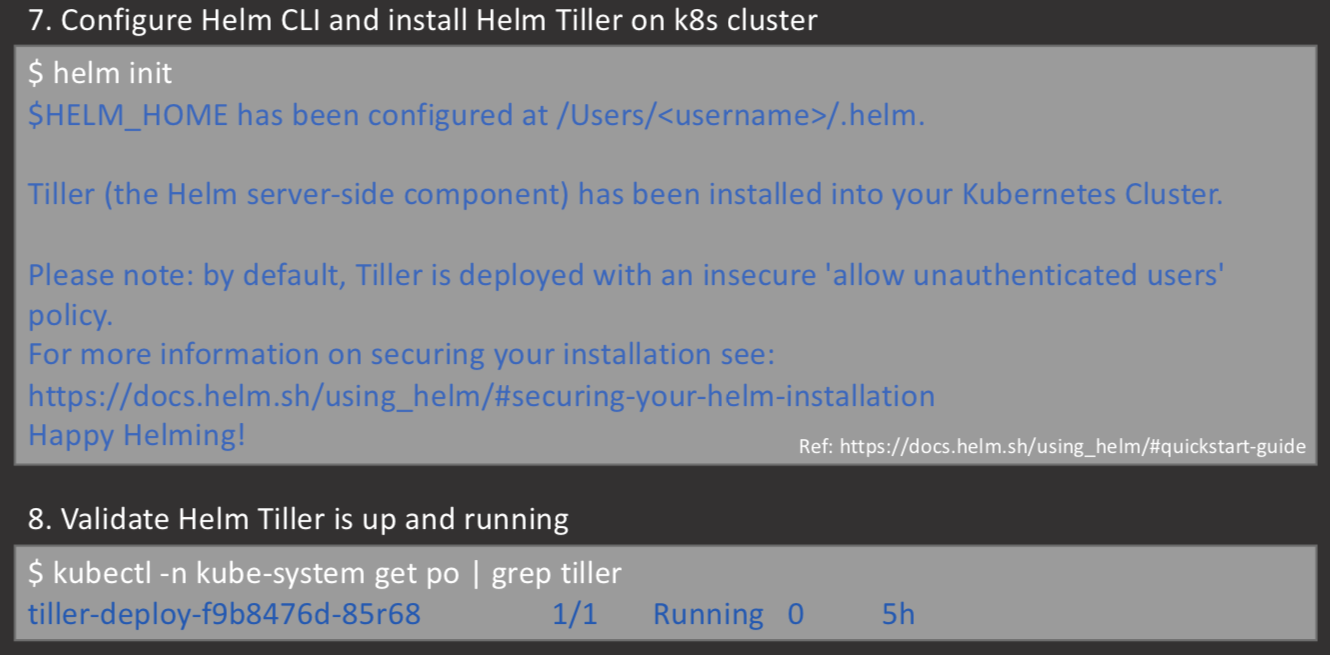 7. Configure Helm CLI and install Helm Tiller on k8s cluster
$ helm init
$HELM_HOME has been configured at /Users/<username>/.helm.
Tiller (the Helm server-side component) has been installed into your Kubernetes Cluster.
Please note: by default, Tiller is deployed with an insecure 'allow unauthenticated users'
policy.
For more information on securing your installation see:
https://docs.helm.sh/using_helm/#securing-your-helm-installation
Happy Helming!
Ref: https://docs.helm.sh/using_helm/#quickstart-guide
8. Validate Helm Tiller is up and running
$ kubectl -n kube-system get po | grep tiller
tiller-deploy-f9b8476d-85r68 1/1 Running 0 5h